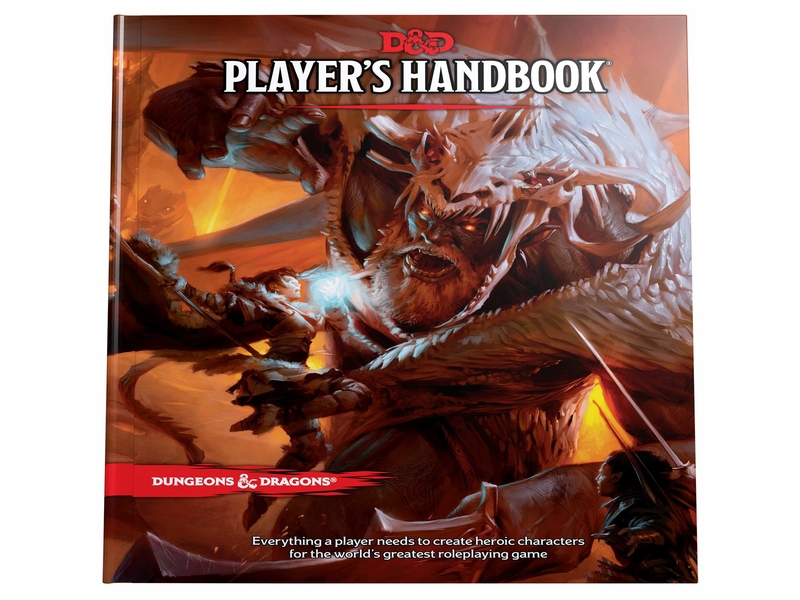 D&D
PLAYER'S HANDBOOK®
DUNGEONS & DRAGONS®
Everything a player needs to create heroic characters
for the world's greatest roleplaying game